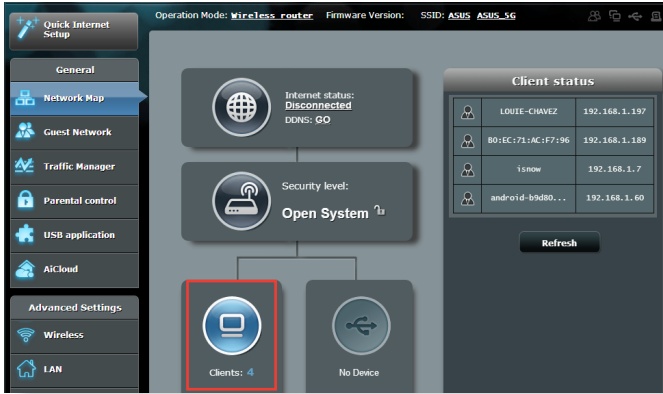 Quick Internet
Setup
Operation Mode: Wireless router Firmware Version: SSID: ASUS ASUS_5G
General
Network Map
Guest Network
Traffic Manager
Parental control
USB application
AiCloud
Advanced Settings
Wireless
LAN
Internet status:
Disconnected
DDNS: GO
Security level:
Open System
Clients: 4
No Device
Client status
LOUIE-CHAVEZ 192.168.1.197
B0:EC:71:AC:F7:96 192.168.1.189
isnow 192.168.1.7
android-b9d80... 192.168.1.60
Refresh